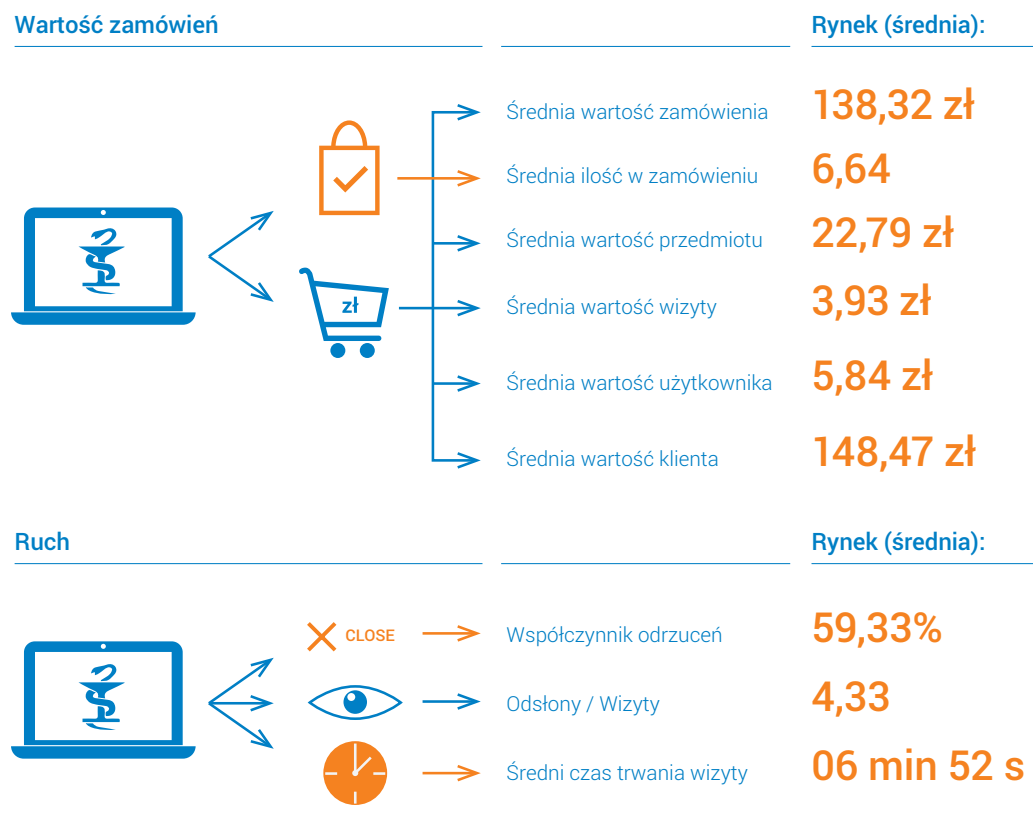 Wartość zamówień
Rynek (średnia):
Średnia wartość zamówienia
138,32 zł
Średnia ilość w zamówieniu
6,64
Średnia wartość przedmiotu
22,79 zł
zł
Średnia wartość wizyty
3,93 zł
Średnia wartość użytkownika
5,84 zł
Średnia wartość klienta
148,47 zł
Ruch
Rynek (średnia):
CLOSE
Współczynnik odrzuceń
59,33%
Odsłony / Wizyty
4,33
Średni czas trwania wizyty
06 min 52 s